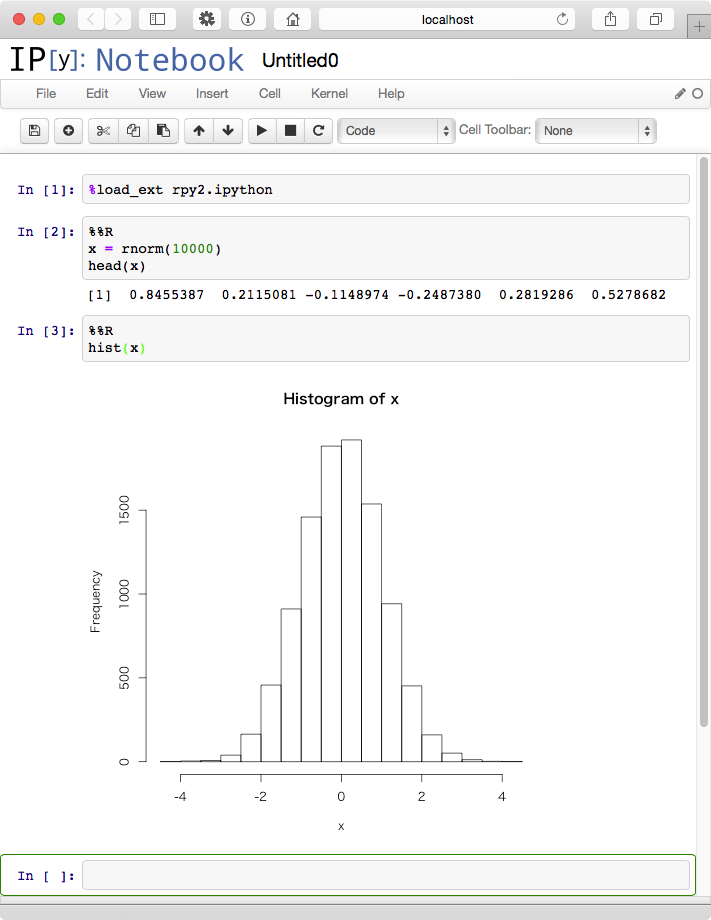 localhost
IP[y]: Notebook Untitled0
File Edit View Insert Cell Kernel Help
Code Cell Toolbar: None
In [1]: %load_ext rpy2.ipython
In [2]: %%R
x = rnorm(10000)
head(x)
[1] 0.8455387 0.2115081 -0.1148974 -0.2487380 0.2819286 0.5278682
In [3]: %%R
hist(x)
Histogram of x
1500
1000
500
0
Frequency
-4 -2 0 2 4
x
In [ ]: